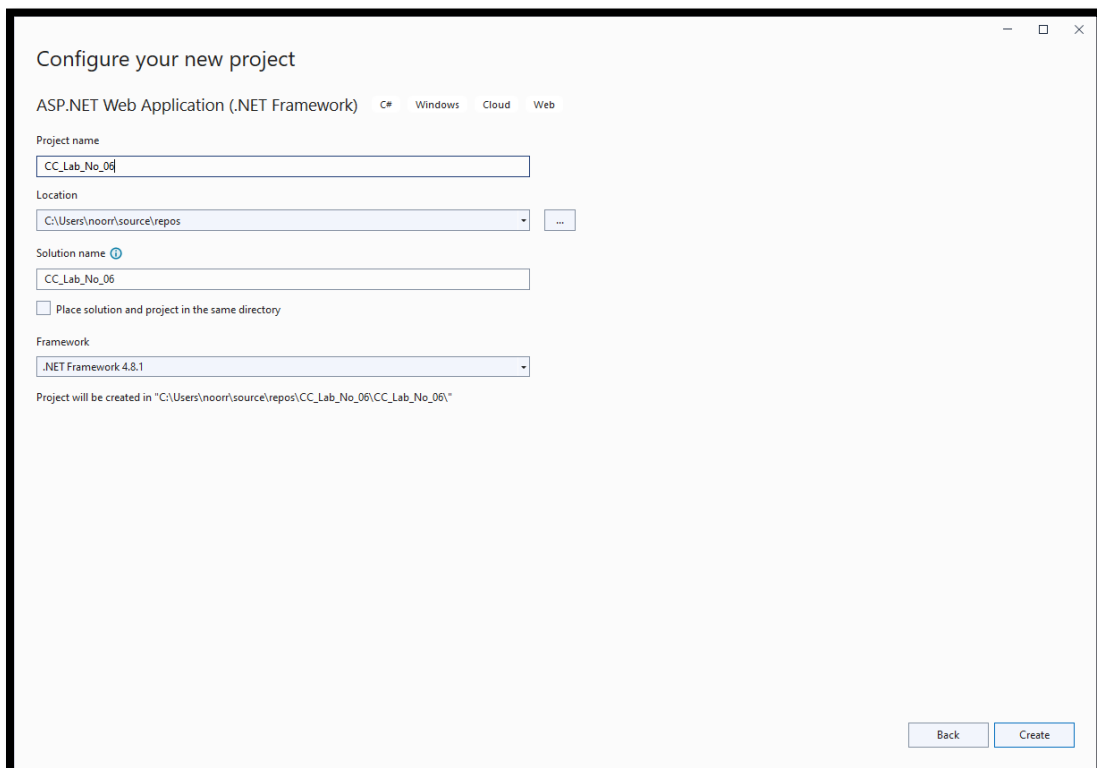 Configure your new project
ASP.NET Web Application (.NET Framework) C# Windows Cloud Web
Project name
CC_Lab_No_06
Location
C:\Users\noorr\source\repos
...
Solution name
CC_Lab_No_06
Place solution and project in the same directory
Framework
.NET Framework 4.8.1
Project will be created in "C:\Users\noorr\source\repos\CC_Lab_No_06\CC_Lab_No_06\"
Back Create